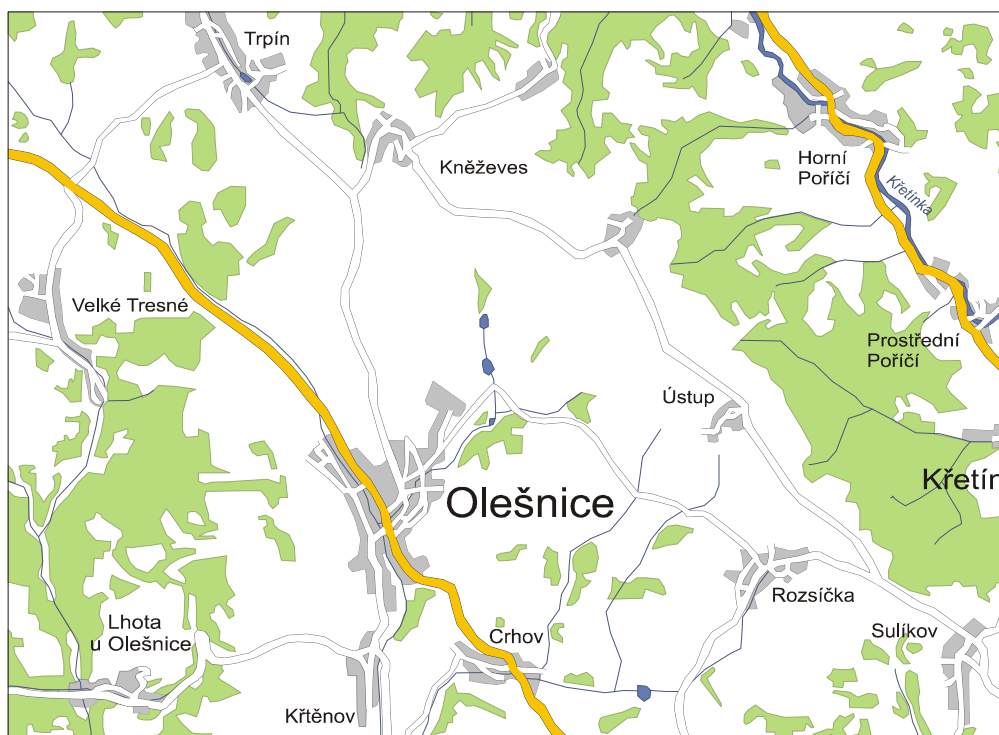 Trpín
Kněževes
Horní
Poříčí
Křetínka
Velké Tresné
Prostřední
Poříčí
Ústup
Olešnice
Křetín
Rozsíčka
Lhota
u Olešnice
Crhov
Sulíkov
Křtěnov